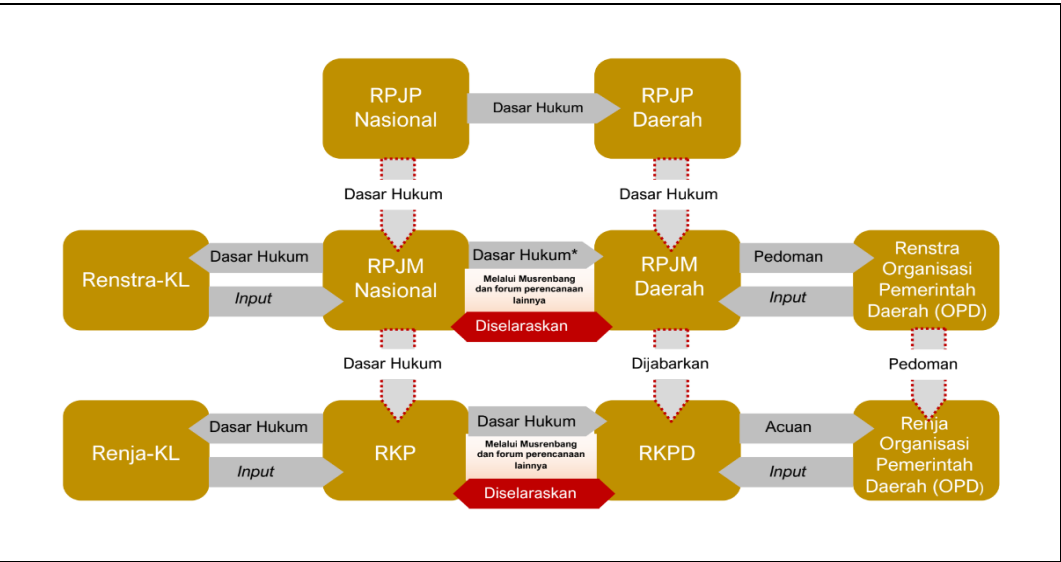 RPJP
Nasional
Dasar Hukum
RPJP
Daerah
Dasar Hukum
Dasar Hukum
Renstra-KL
Dasar Hukum
Input
RPJM
Nasional
Dasar Hukum*
Melalui Musrenbang
dan forum perencanaan
lainnya
Diselaraskan
RPJM
Daerah
Pedoman
Input
Renstra
Organisasi
Pemerintah
Daerah (OPD)
Dasar Hukum
Dijabarkan
Pedoman
Renja-KL
Dasar Hukum
Input
RKP
Dasar Hukum
Melalui Musrenbang
dan forum perencanaan
lainnya
Diselaraskan
RKPD
Acuan
Input
Renja
Organisasi
Pemerintah
Daerah (OPD)